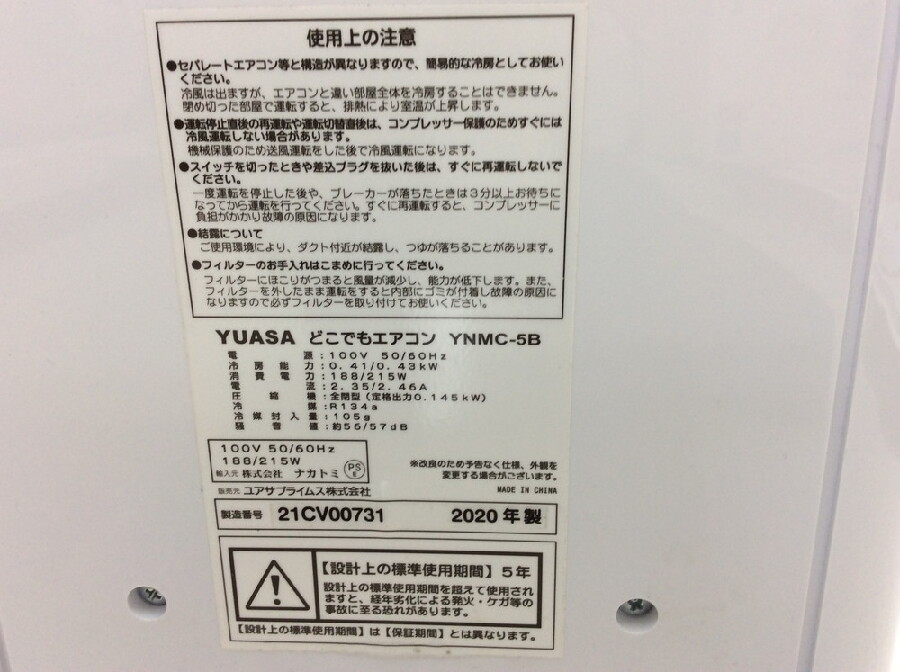 使用上の注意
●セパレートエアコン等と構造が異なりますので、簡易的な冷房としてお使い
ください。
冷風は出ますが、エアコンと違い部屋全体を冷房することはできません。
閉め切った部屋で運転すると、排熱により室温が上昇します。
●運転停止直後の再運転や運転切替直後は、コンプレッサー保護のためすぐには
冷風運転しない場合があります。
機械保護のため送風運転をした後で冷風運転になります。
●スイッチを切ったときや差込プラグを抜いた後は、すぐに再運転しないで
ください。
一度運転を停止した後や、ブレーカーが落ちたときは3分以上お待ちに
なってから運転を行ってください。すぐに再運転すると、コンプレッサーに
負担がかかり故障の原因になります。
●結露について
ご使用環境により、ダクト付近が結露し、つゆが落ちることがあります。
●フィルターのお手入れはこまめに行ってください。
フィルターにほこりがつまると風量が減少し、能力が低下します。また、
フィルターを外したまま運転をすると内部にゴミが付着し故障の原因に
なりますので必ずフィルターを取り付けてお使いください。
YUASA どこでもエアコン YNMC-5B
電源:100V 50/60Hz
冷房能力:0.41/0.43kW
消費電力:188/215W
電流:2.35/2.46A
圧縮機:全閉型(定格出力0.145kW)
冷媒:R134a
冷媒封入量:105g
騒音値:約56/57dB
100V 50/60Hz
188/215W
輸入元 株式会社 ナカトミ PS E
※改良のため予告なく仕様、外観を
変更する場合がございます。
販売元 ユアサプライムス株式会社
MADE IN CHINA
製造番号 21CV00731 2020年製
【設計上の標準使用期間】5年
設計上の標準使用期間を超えて使用され
ますと、経年劣化による発火・ケガ等の
事故に至る恐れがあります。
【設計上の標準使用期間】は【保証期間】とは異なります。